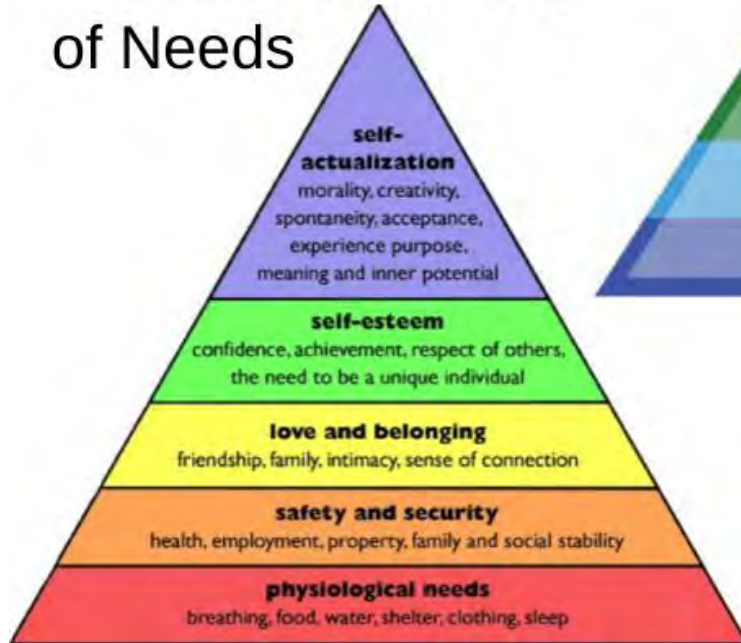 of Needs
self-
actualization
morality, creativity,
spontaneity, acceptance,
experience purpose,
meaning and inner potential
self-esteem
confidence, achievement, respect of others,
the need to be a unique individual
love and belonging
friendship, family, intimacy, sense of connection
safety and security
health, employment, property, family and social stability
physiological needs
breathing, food, water, shelter, clothing, sleep